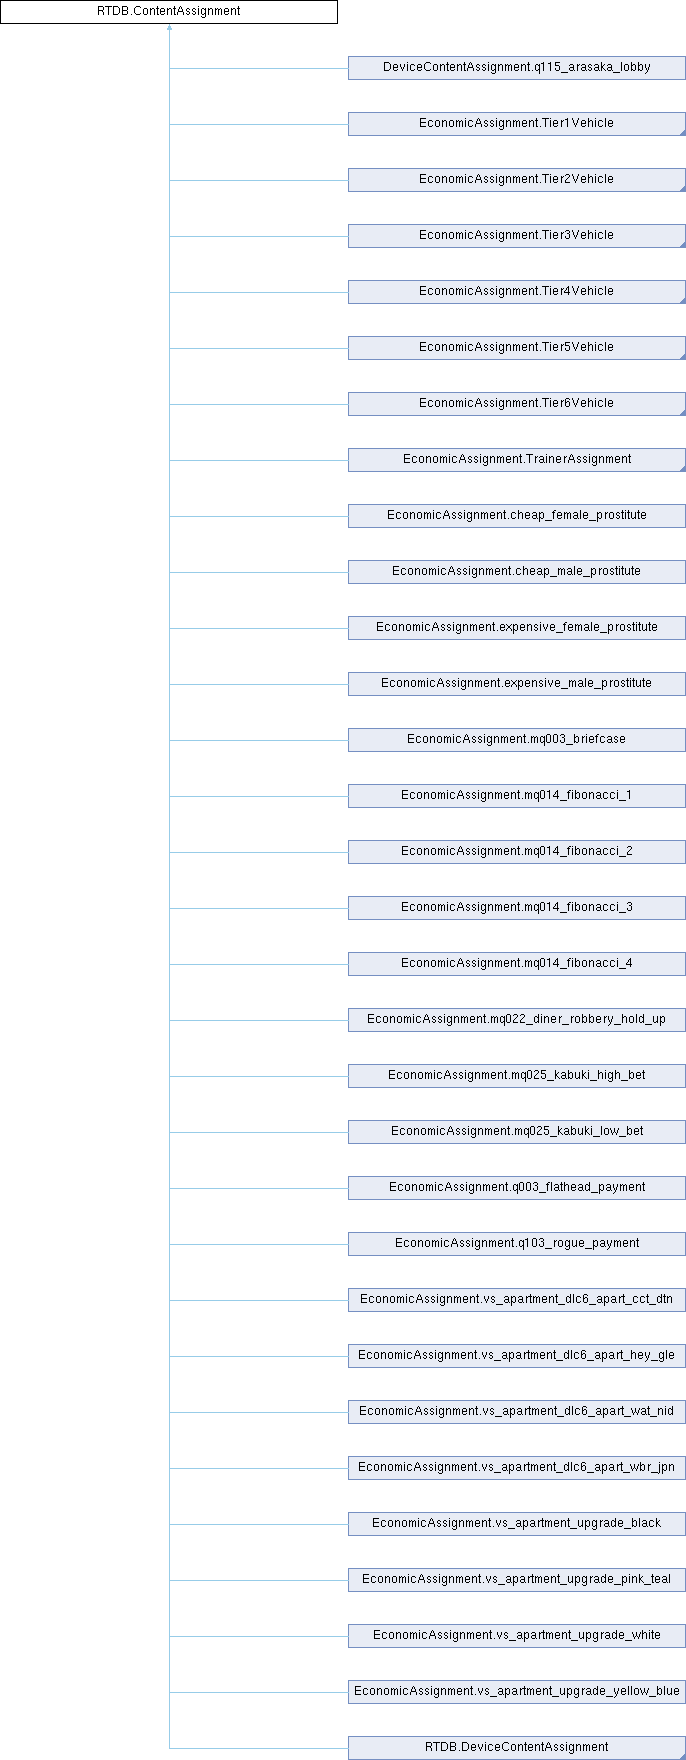 RTDB.ContentAssignment
DeviceContentAssignment.q115_arasaka_lobby
EconomicAssignment.Tier1Vehicle
EconomicAssignment.Tier2Vehicle
EconomicAssignment.Tier3Vehicle
EconomicAssignment.Tier4Vehicle
EconomicAssignment.Tier5Vehicle
EconomicAssignment.Tier6Vehicle
EconomicAssignment.TrainerAssignment
EconomicAssignment.cheap_female_prostitute
EconomicAssignment.cheap_male_prostitute
EconomicAssignment.expensive_female_prostitute
EconomicAssignment.expensive_male_prostitute
EconomicAssignment.mq003_briefcase
EconomicAssignment.mq014_fibonacci_1
EconomicAssignment.mq014_fibonacci_2
EconomicAssignment.mq014_fibonacci_3
EconomicAssignment.mq014_fibonacci_4
EconomicAssignment.mq022_diner_robbery_hold_up
EconomicAssignment.mq025_kabuki_high_bet
EconomicAssignment.mq025_kabuki_low_bet
EconomicAssignment.q003_flathead_payment
EconomicAssignment.q103_rogue_payment
EconomicAssignment.vs_apartment_dlc6_apart_cct_dtn
EconomicAssignment.vs_apartment_dlc6_apart_hey_gle
EconomicAssignment.vs_apartment_dlc6_apart_wat_nid
EconomicAssignment.vs_apartment_dlc6_apart_wbr_jpn
EconomicAssignment.vs_apartment_upgrade_black
EconomicAssignment.vs_apartment_upgrade_pink_teal
EconomicAssignment.vs_apartment_upgrade_white
EconomicAssignment.vs_apartment_upgrade_yellow_blue
RTDB.DeviceContentAssignment